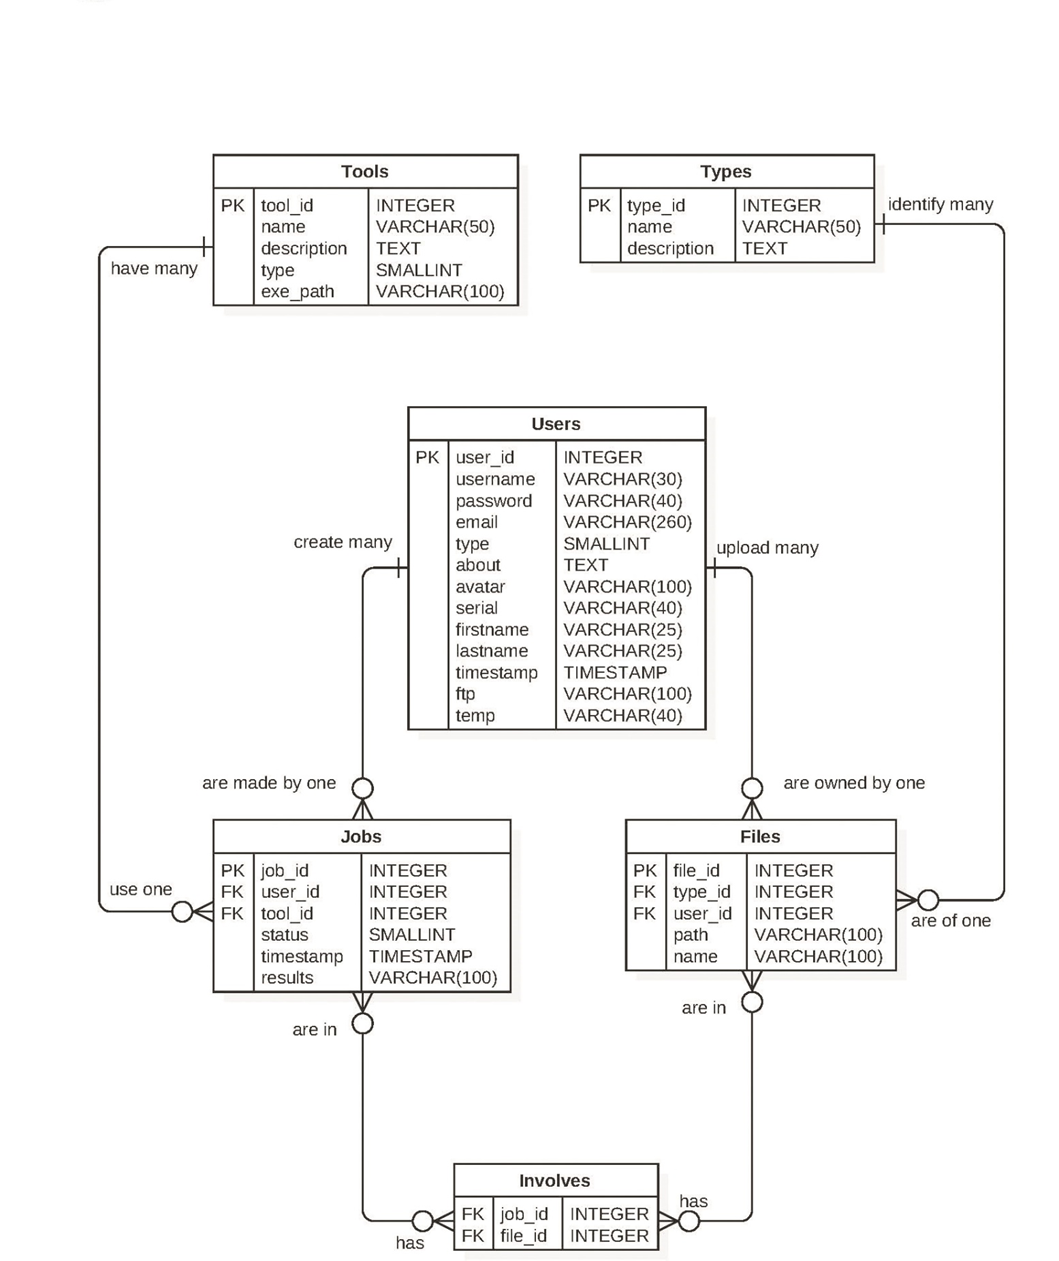 Tools
PK tool_id INTEGER
name VARCHAR(50)
description TEXT
type SMALLINT
exe_path VARCHAR(100)
have many
Types
PK type_id INTEGER
name VARCHAR(50)
description TEXT
identify many
Users
PK user_id INTEGER
username VARCHAR(30)
password VARCHAR(40)
email VARCHAR(260)
type SMALLINT
about TEXT
avatar VARCHAR(100)
serial VARCHAR(40)
firstname VARCHAR(25)
lastname VARCHAR(25)
timestamp TIMESTAMP
ftp VARCHAR(100)
temp VARCHAR(40)
create many
upload many
are made by one
are owned by one
Jobs
PK job_id INTEGER
FK user_id INTEGER
FK tool_id INTEGER
status SMALLINT
timestamp TIMESTAMP
results VARCHAR(100)
use one
Files
PK file_id INTEGER
FK type_id INTEGER
FK user_id INTEGER
path VARCHAR(100)
name VARCHAR(100)
are of one
are in
are in
Involves
FK job_id INTEGER
FK file_id INTEGER
has
has